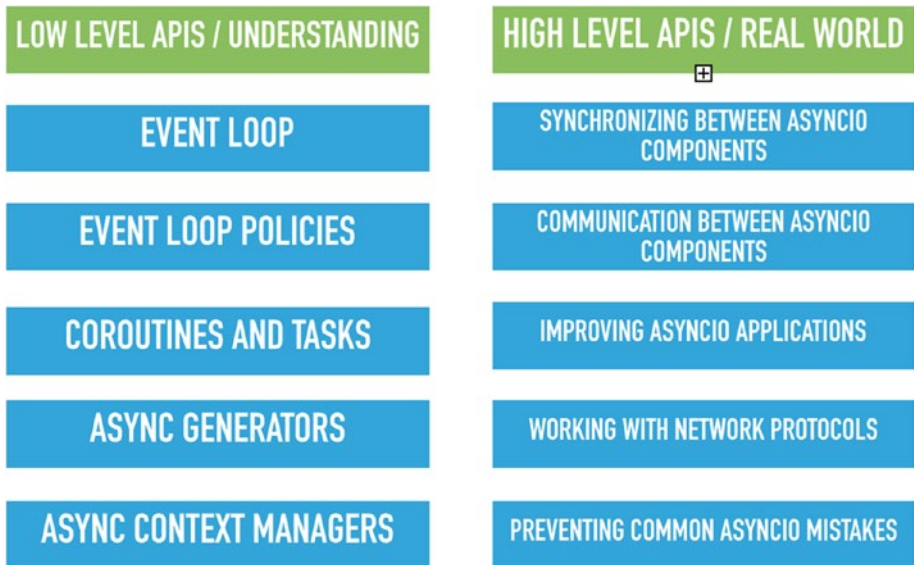 LOW LEVEL APIS / UNDERSTANDING
EVENT LOOP
EVENT LOOP POLICIES
COROUTINES AND TASKS
ASYNC GENERATORS
ASYNC CONTEXT MANAGERS
HIGH LEVEL APIS / REAL WORLD
SYNCHRONIZING BETWEEN ASYNCIO
COMPONENTS
COMMUNICATION BETWEEN ASYNCIO
COMPONENTS
IMPROVING ASYNCIO APPLICATIONS
WORKING WITH NETWORK PROTOCOLS
PREVENTING COMMON ASYNCIO MISTAKES